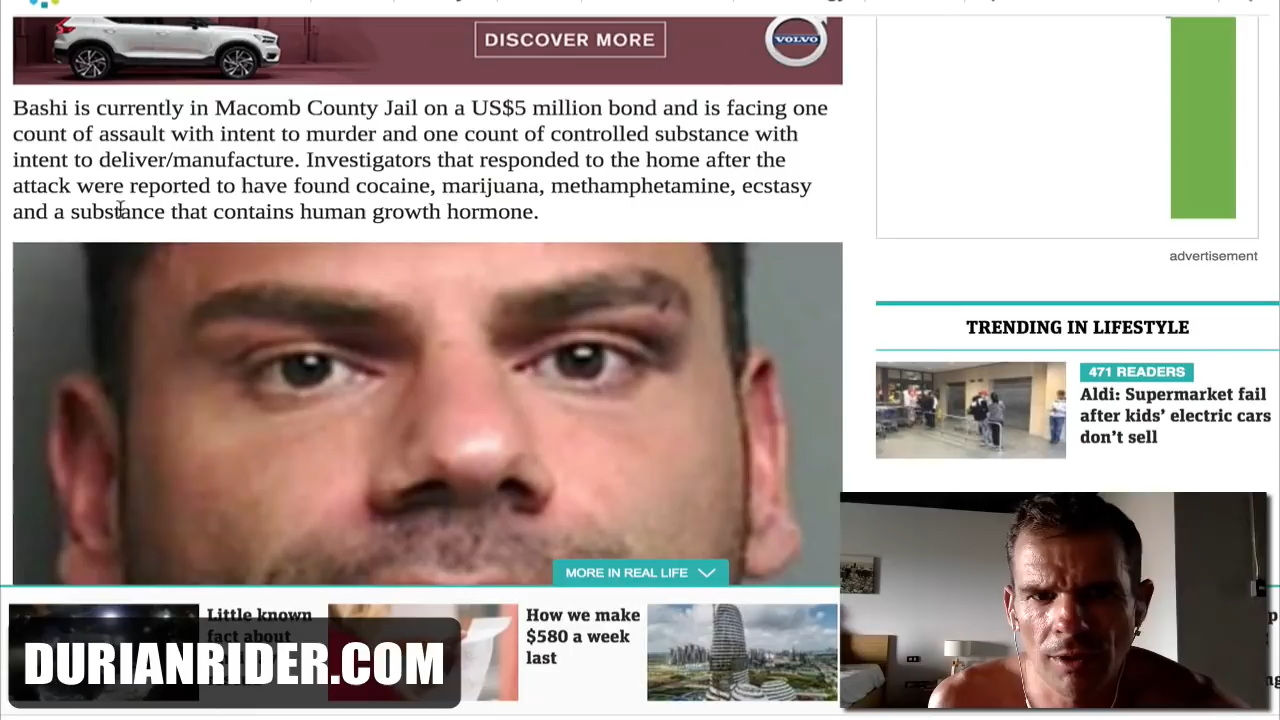 DISCOVER MORE
VOLVO
Bashi is currently in Macomb County Jail on a US$5 million bond and is facing one
count of assault with intent to murder and one count of controlled substance with
intent to deliver/manufacture. Investigators that responded to the home after the
attack were reported to have found cocaine, marijuana, methamphetamine, ecstasy
and a substance that contains human growth hormone.
advertisement
TRENDING IN LIFESTYLE
471 READERS
Aldi: Supermarket fail
after kids’ electric cars
don’t sell
MORE IN REAL LIFE
Little known
fact about
How we make
$580 a week
last
DURIANRIDER.COM